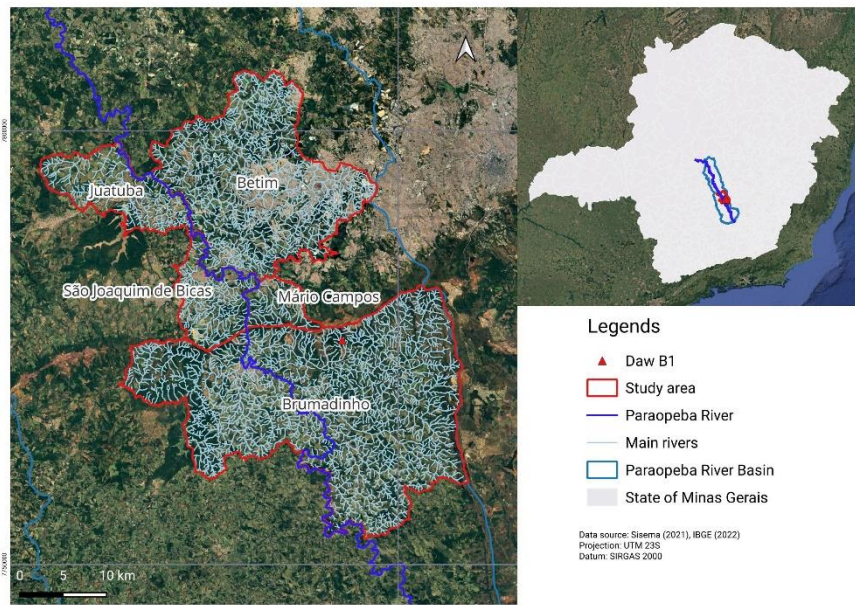 7800000
Juatuba
Betim
São Joaquim de Bicas
Mário Campos
Brumadinho
7750000
0 5 10 km
Legends
Daw B1
Study area
Paraopeba River
Main rivers
Paraopeba River Basin
State of Minas Gerais
Data source: Sisema (2021), IBGE (2022)
Projection: UTM 23S
Datum: SIRGAS 2000